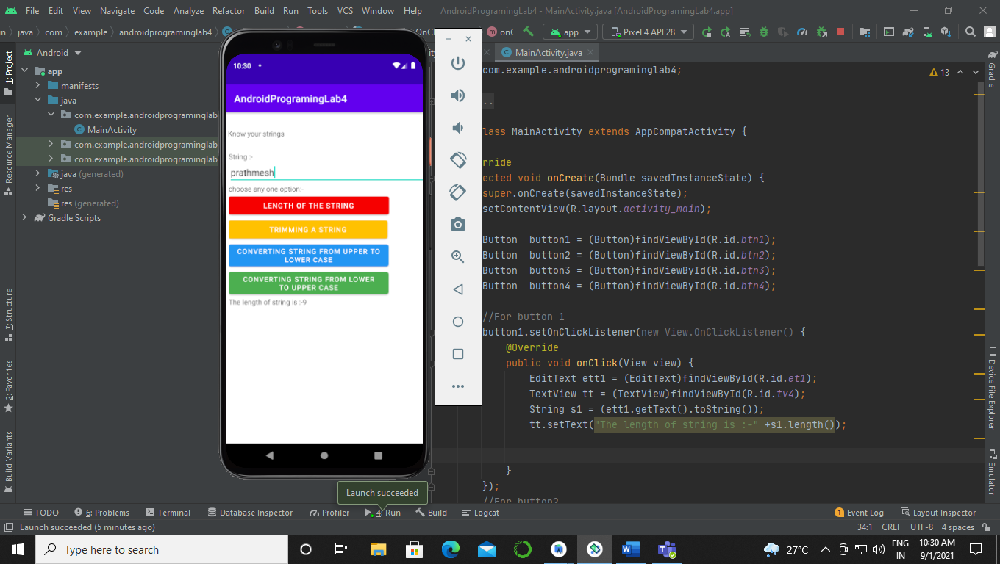 File Edit View Navigate Code Analyze Refactor Build Run Tools VCS Window Help AndroidProgramingLab4 - MainActivity.java [AndroidProgramingLab4.app]
java com example androidprograminglab4 onC app Pixel 4 API 28
Android
MainActivity.java
1: Project
Resource Manager
7: Structure
2: Favorites
Build Variants
app
manifests
java
com.example.androidprograminglab
MainActivity
com.example.androidprograminglab
com.example.androidprograminglab
java (generated)
res
res (generated)
Gradle Scripts
10:30
AndroidProgramingLab4
Know your strings
String :-
prathmesh
choose any one option:-
LENGTH OF THE STRING
TRIMMING A STRING
CONVERTING STRING FROM UPPER TO
LOWER CASE
CONVERTING STRING FROM LOWER
TO UPPER CASE
The length of string is :-9
com.example.androidprograminglab4;
13
..
lass MainActivity extends AppCompatActivity {
rride
ected void onCreate(Bundle savedInstanceState) {
super.onCreate(savedInstanceState);
setContentView(R.layout.activity_main);
Button button1 = (Button)findViewById(R.id.btn1);
Button button2 = (Button)findViewById(R.id.btn2);
Button button3 = (Button)findViewById(R.id.btn3);
Button button4 = (Button)findViewById(R.id.btn4);
//For button 1
button1.setOnClickListener(new View.OnClickListener() {
@Override
public void onClick(View view) {
EditText ett1 = (EditText)findViewById(R.id.et1);
TextView tt = (TextView)findViewById(R.id.tv4);
String s1 = (ett1.getText().toString());
tt.setText("The length of string is :-" +s1.length());
}
});
//For button2
Gradle
Device File Explorer
Emulator
Launch succeeded
TODO 6: Problems Terminal Database Inspector Profiler 4: Run Build Logcat 1 Event Log Layout Inspector
Launch succeeded (5 minutes ago) 34:1 CRLF UTF-8 4 spaces
Type here to search
27°C
ENG
IN
10:30 AM
9/1/2021